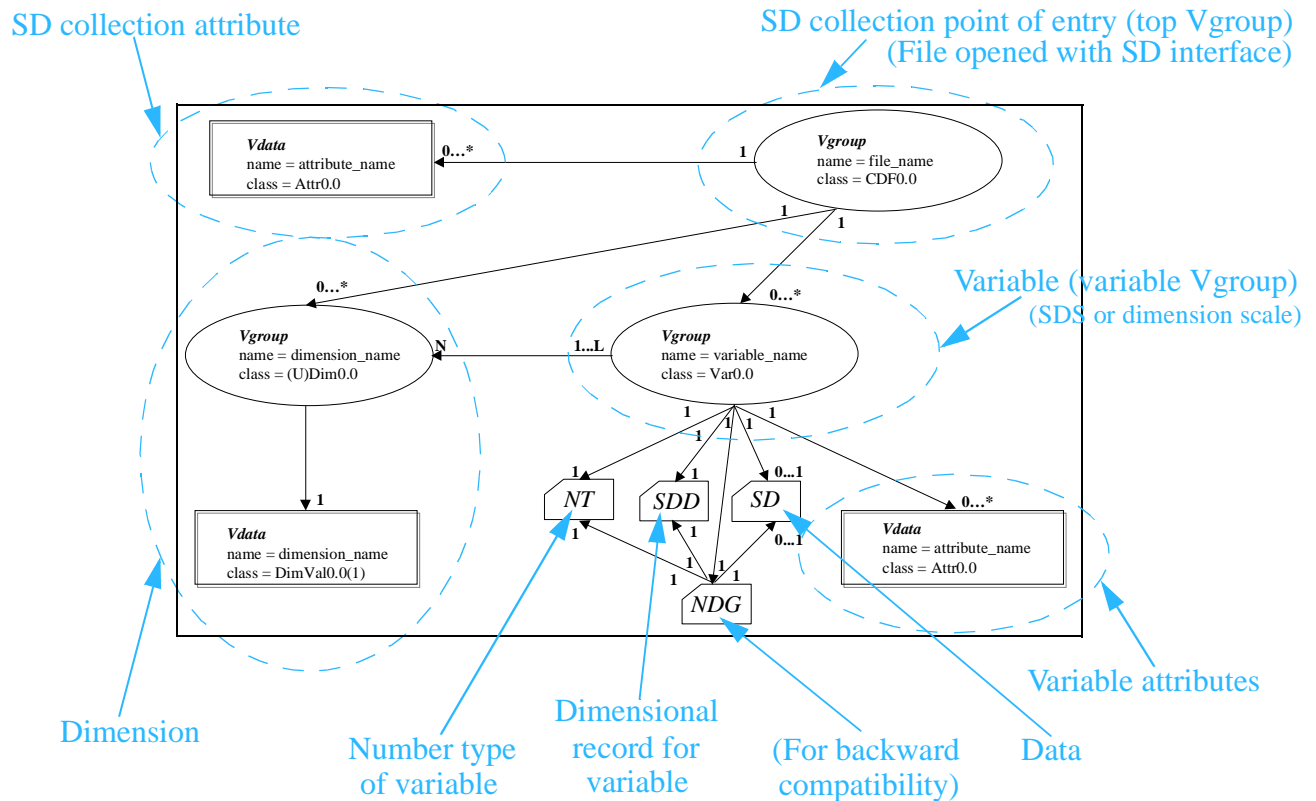 SD collection attribute
SD collection point of entry (top Vgroup)
(File opened with SD interface)
Vdata
name = attribute_name
class = Attr0.0
0...*
1
Vgroup
name = file_name
class = CDF0.0
1
1
0...*
0...*
Variable (variable Vgroup)
(SDS or dimension scale)
Vgroup
name = dimension_name
class = (U)Dim0.0
N
1...L
Vgroup
name = variable_name
class = Var0.0
1
1
1
1
1
1
1
0...1
0...*
1
NT
SDD
SD
Vdata
name = dimension_name
class = DimVal0.0(1)
Vdata
name = attribute_name
class = Attr0.0
1
1
0...1
1
1
1
1
NDG
Dimension
Number type
of variable
Dimensional
record for
variable
(For backward
compatibility)
Data
Variable attributes